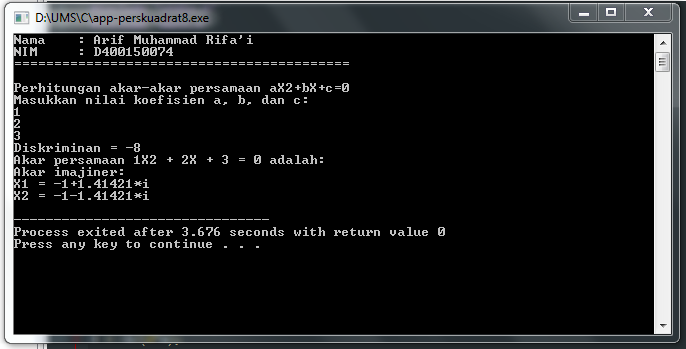 D:\UMS\C\app-perskuadrat8.exe
Nama    : Arif Muhammad Rifa'i
NIM     : D400150074
=========================================
Perhitungan akar-akar persamaan aX2+bX+c=0
Masukkan nilai koefisien a, b, dan c:
1
2
3
Diskriminan = -8
Akar persamaan 1X2 + 2X + 3 = 0 adalah:
Akar imajiner:
X1 = -1+1.41421*i
X2 = -1-1.41421*i
-------------------------------
Process exited after 3.676 seconds with return value 0
Press any key to continue . . .